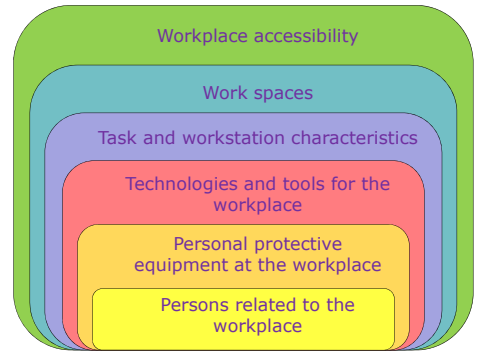 Workplace accessibility
Work spaces
Task and workstation characteristics
Technologies and tools for the
workplace
Personal protective
equipment at the workplace
Persons related to the
workplace